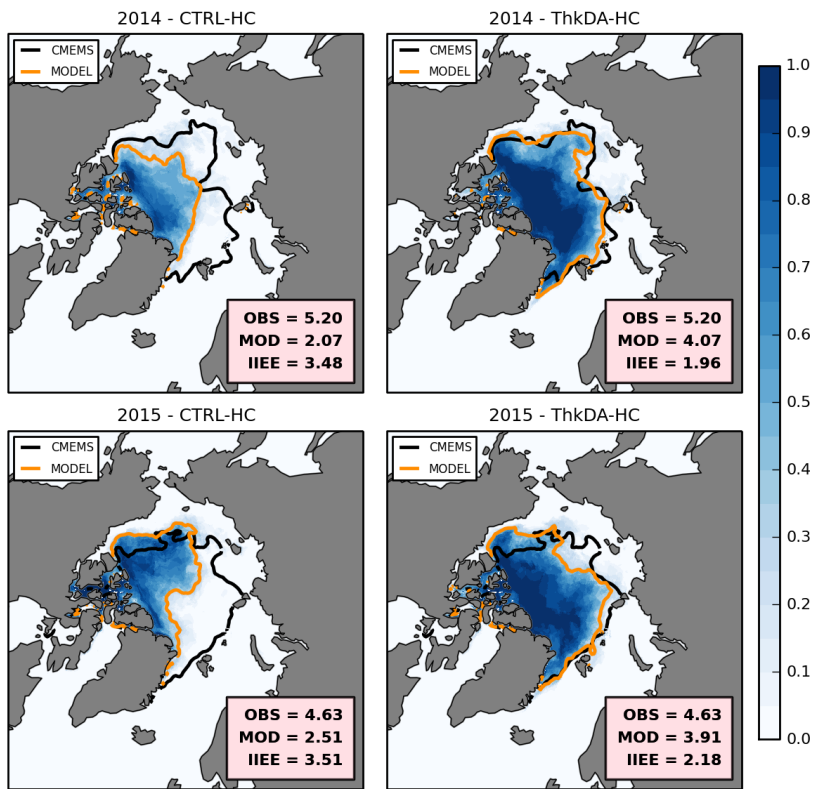 2014 - CTRL-HC
2014 - ThkDA-HC
CMEMS
MODEL
CMEMS
MODEL
OBS = 5.20
MOD = 2.07
IIEE = 3.48
OBS = 5.20
MOD = 4.07
IIEE = 1.96
2015 - CTRL-HC
2015 - ThkDA-HC
CMEMS
MODEL
CMEMS
MODEL
OBS = 4.63
MOD = 2.51
IIEE = 3.51
OBS = 4.63
MOD = 3.91
IIEE = 2.18
1.0
0.9
0.8
0.7
0.6
0.5
0.4
0.3
0.2
0.1
0.0